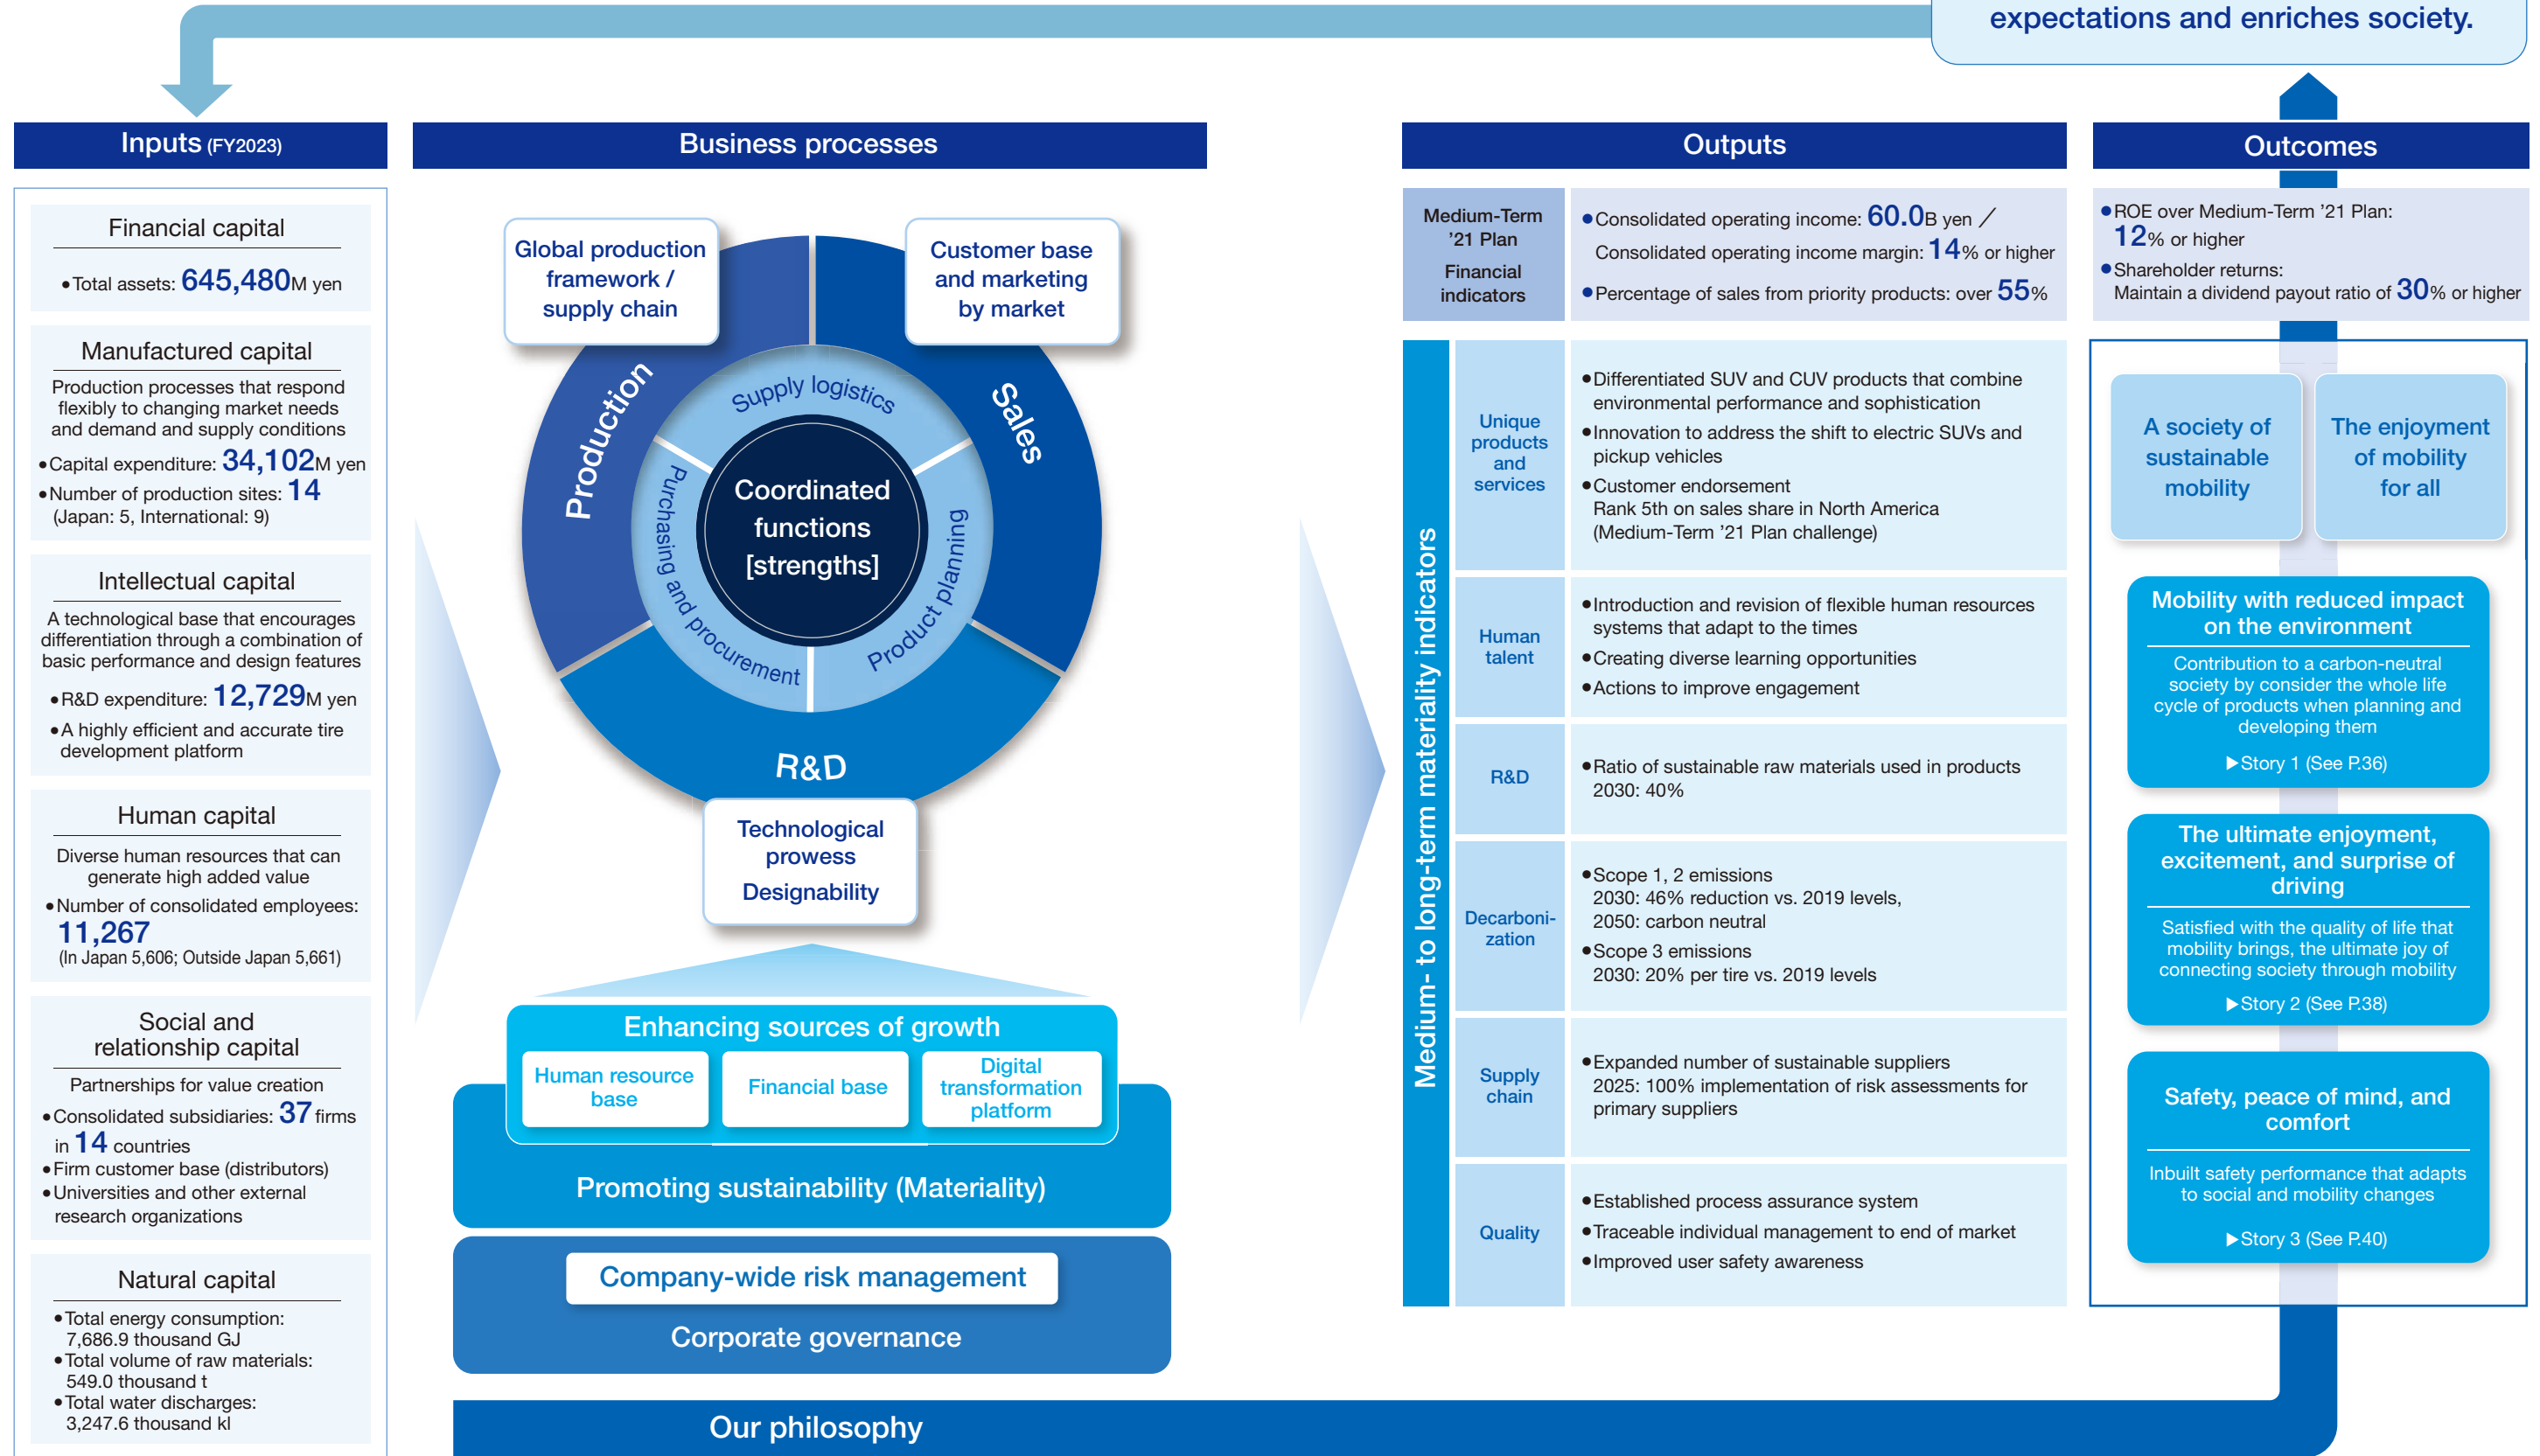 expectations and enriches society.
Inputs (FY2023)
Financial capital
●Total assets: 645,480M yen
Manufactured capital
Production processes that respond
flexibly to changing market needs
and demand and supply conditions
●Capital expenditure: 34,102M yen
●Number of production sites: 14
(Japan: 5, International: 9)
Intellectual capital
A technological base that encourages
differentiation through a combination of
basic performance and design features
●R&D expenditure: 12,729M yen
●A highly efficient and accurate tire
development platform
Human capital
Diverse human resources that can
generate high added value
●Number of consolidated employees:
11,267
(In Japan 5,606; Outside Japan 5,661)
Social and
relationship capital
Partnerships for value creation
●Consolidated subsidiaries: 37 firms
in 14 countries
●Firm customer base (distributors)
●Universities and other external
research organizations
Natural capital
●Total energy consumption:
7,686.9 thousand GJ
●Total volume of raw materials:
549.0 thousand t
●Total water discharges:
3,247.6 thousand kl
Business processes
Global production
framework /
supply chain
Customer base
and marketing
by market
Production
Sales
Supply logistics
Purchasing and procurement
Product planning
Coordinated
functions
[strengths]
R&D
Technological
prowess
Designability
Enhancing sources of growth
Human resource
base
Financial base
Digital
transformation
platform
Promoting sustainability (Materiality)
Company-wide risk management
Corporate governance
Our philosophy
Outputs
Medium-Term
’21 Plan
Financial
indicators
●Consolidated operating income: 60.0B yen ／
Consolidated operating income margin: 14% or higher
●Percentage of sales from priority products: over 55%
Medium- to long-term materiality indicators
Unique
products
and
services
●Differentiated SUV and CUV products that combine
environmental performance and sophistication
●Innovation to address the shift to electric SUVs and
pickup vehicles
●Customer endorsement
Rank 5th on sales share in North America
(Medium-Term ’21 Plan challenge)
Human
talent
●Introduction and revision of flexible human resources
systems that adapt to the times
●Creating diverse learning opportunities
●Actions to improve engagement
R&D
●Ratio of sustainable raw materials used in products
2030: 40%
Decarboni-
zation
●Scope 1, 2 emissions
2030: 46% reduction vs. 2019 levels,
2050: carbon neutral
●Scope 3 emissions
2030: 20% per tire vs. 2019 levels
Supply
chain
●Expanded number of sustainable suppliers
2025: 100% implementation of risk assessments for
primary suppliers
Quality
●Established process assurance system
●Traceable individual management to end of market
●Improved user safety awareness
Outcomes
●ROE over Medium-Term ’21 Plan:
12% or higher
●Shareholder returns:
Maintain a dividend payout ratio of 30% or higher
A society of
sustainable
mobility
The enjoyment
of mobility
for all
Mobility with reduced impact
on the environment
Contribution to a carbon-neutral
society by consider the whole life
cycle of products when planning and
developing them
▶Story 1 (See P.36)
The ultimate enjoyment,
excitement, and surprise of
driving
Satisfied with the quality of life that
mobility brings, the ultimate joy of
connecting society through mobility
▶Story 2 (See P.38)
Safety, peace of mind, and
comfort
Inbuilt safety performance that adapts
to social and mobility changes
▶Story 3 (See P.40)